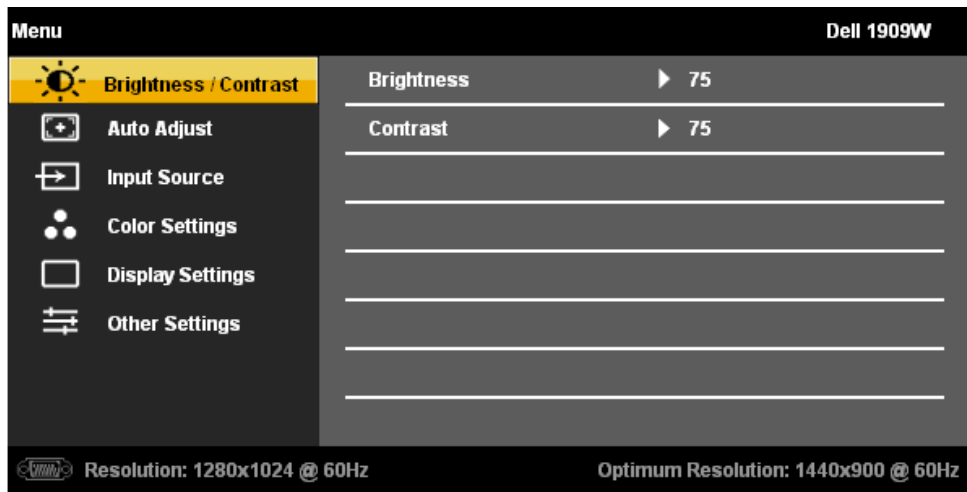 Menu Dell 1909W
Brightness / Contrast Brightness 75
Auto Adjust Contrast 75
Input Source
Color Settings
Display Settings
Other Settings
Resolution: 1280x1024 @ 60Hz Optimum Resolution: 1440x900 @ 60Hz